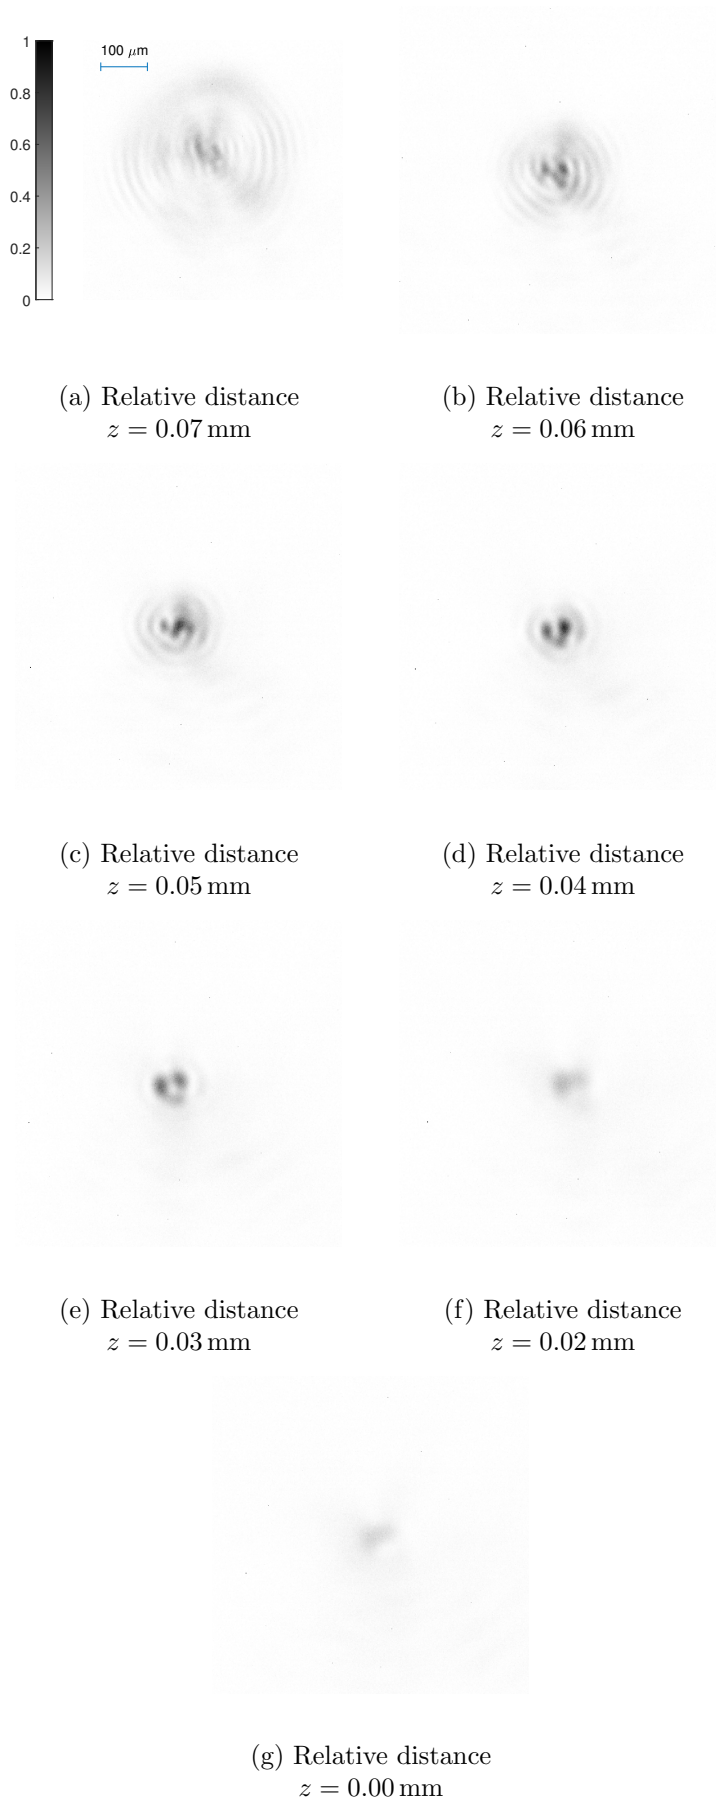 1
0.8
0.6
0.4
0.2
0
100 μm
(a) Relative distance
z = 0.07 mm
(b) Relative distance
z = 0.06 mm
(c) Relative distance
z = 0.05 mm
(d) Relative distance
z = 0.04 mm
(e) Relative distance
z = 0.03 mm
(f) Relative distance
z = 0.02 mm
(g) Relative distance
z = 0.00 mm